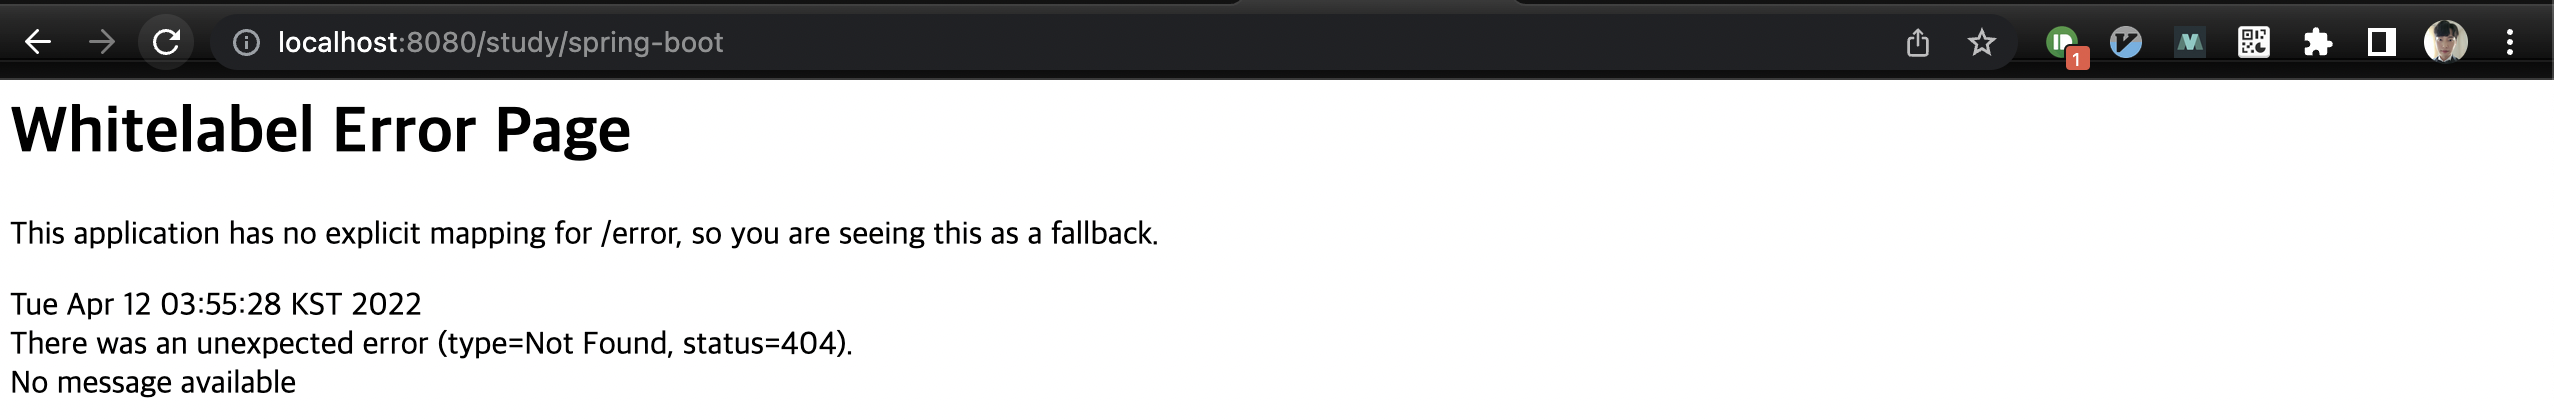 localhost:8080/study/spring-boot
1
Whitelabel Error Page
This application has no explicit mapping for /error, so you are seeing this as a fallback.
Tue Apr 12 03:55:28 KST 2022
There was an unexpected error (type=Not Found, status=404).
No message available